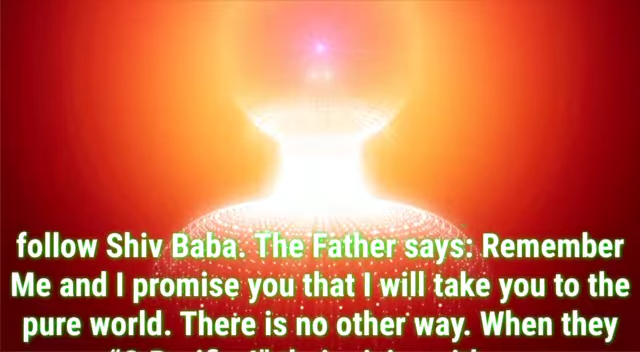 follow Shiv Baba. The Father says: Remember
Me and I promise you that I will take you to the
pure world. There is no other way. When they